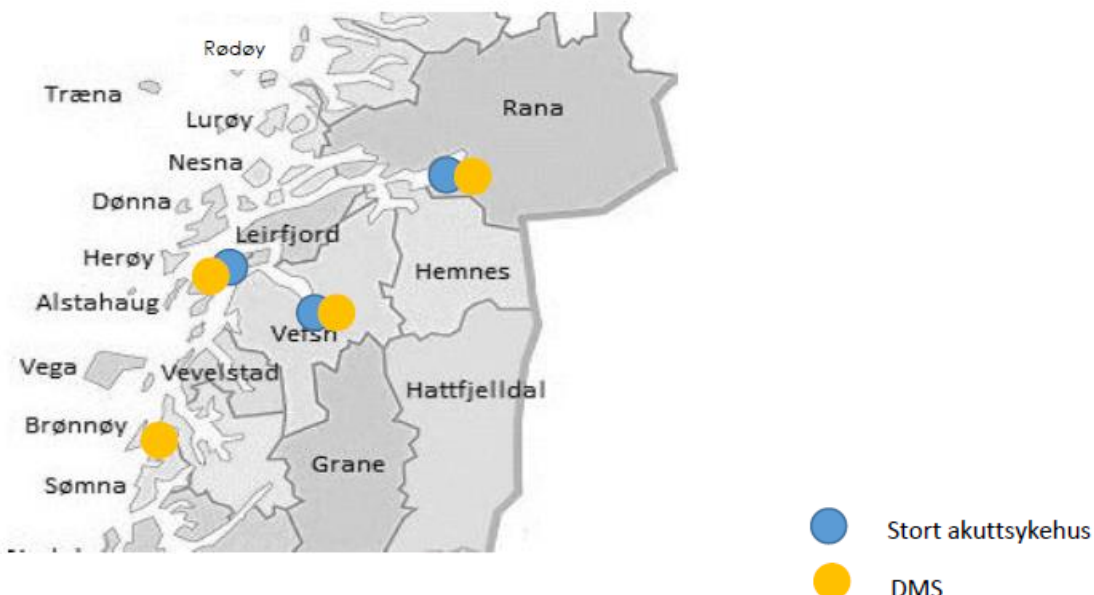 Rødøy
Træna
Rana
Lurøy
Nesna
Dønna
Leirfjord
Herøy
Hemnes
Alstahaug
Vefsn
Vega
Vevelstad
Hattfjelldal
Brønnøy
Grane
Sømna
Stort akuttsykehus
DMS